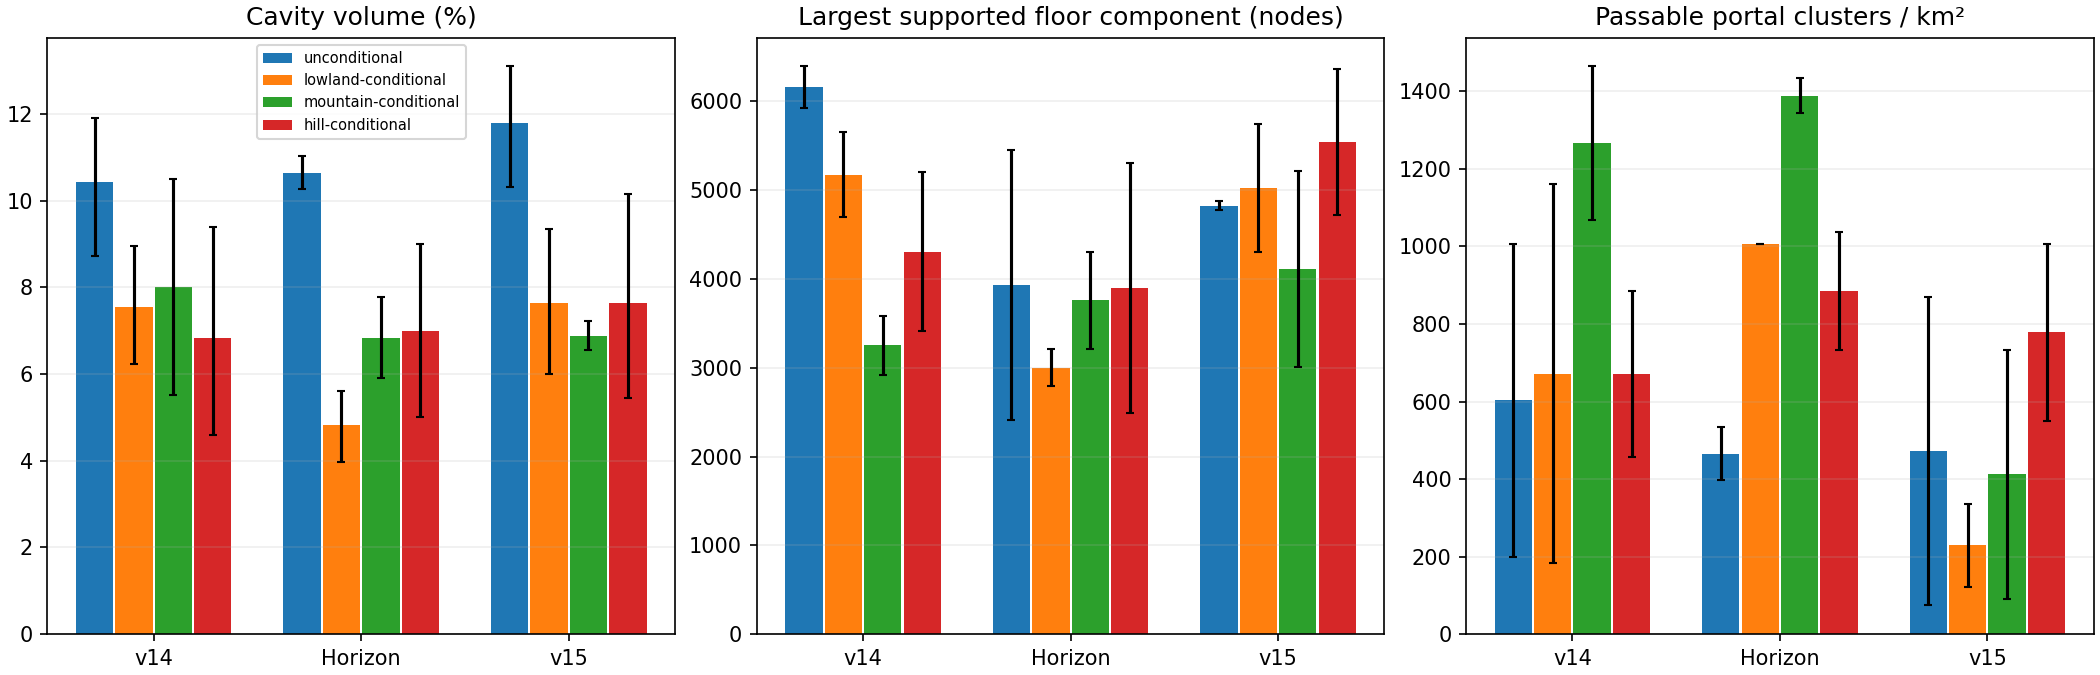 Cavity volume (%)
12
10
8
6
4
2
0
unconditional
lowland-conditional
mountain-conditional
hill-conditional
v14
Horizon
v15
Largest supported floor component (nodes)
6000
5000
4000
3000
2000
1000
0
v14
Horizon
v15
Passable portal clusters / km²
1400
1200
1000
800
600
400
200
0
v14
Horizon
v15